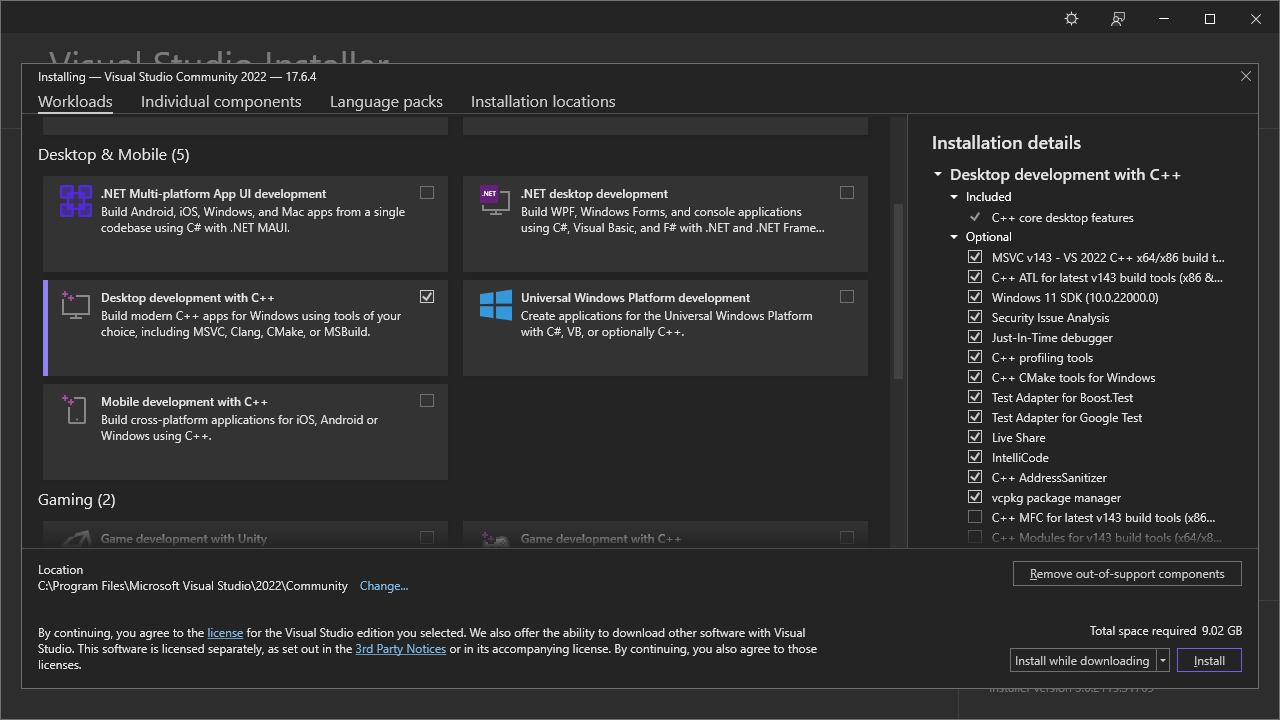 Visual Studio Installer
Installing — Visual Studio Community 2022 — 17.6.4
Workloads
Individual components
Language packs
Installation locations
Desktop & Mobile (5)
.NET Multi-platform App UI development
Build Android, iOS, Windows, and Mac apps from a single
codebase using C# with .NET MAUI.
.NET
.NET desktop development
Build WPF, Windows Forms, and console applications
using C#, Visual Basic, and F# with .NET and .NET Frame...
Desktop development with C++
Build modern C++ apps for Windows using tools of your
choice, including MSVC, Clang, CMake, or MSBuild.
Universal Windows Platform development
Create applications for the Universal Windows Platform
with C#, VB, or optionally C++.
Mobile development with C++
Build cross-platform applications for iOS, Android or
Windows using C++.
Gaming (2)
Game development with Unity
Game development with C++
Installation details
Desktop development with C++
Included
C++ core desktop features
Optional
MSVC v143 - VS 2022 C++ x64/x86 build t...
C++ ATL for latest v143 build tools (x86 &...
Windows 11 SDK (10.0.22000.0)
Security Issue Analysis
Just-In-Time debugger
C++ profiling tools
C++ CMake tools for Windows
Test Adapter for Boost.Test
Test Adapter for Google Test
Live Share
IntelliCode
C++ AddressSanitizer
vcpkg package manager
C++ MFC for latest v143 build tools (x86...
C++ Modules for v143 build tools (x64/x8...
Location
C:\Program Files\Microsoft Visual Studio\2022\Community
Change...
Remove out-of-support components
By continuing, you agree to the license for the Visual Studio edition you selected. We also offer the ability to download other software with Visual
Studio. This software is licensed separately, as set out in the 3rd Party Notices or in its accompanying license. By continuing, you also agree to those
licenses.
Total space required 9.02 GB
Install while downloading
Install
Installer version